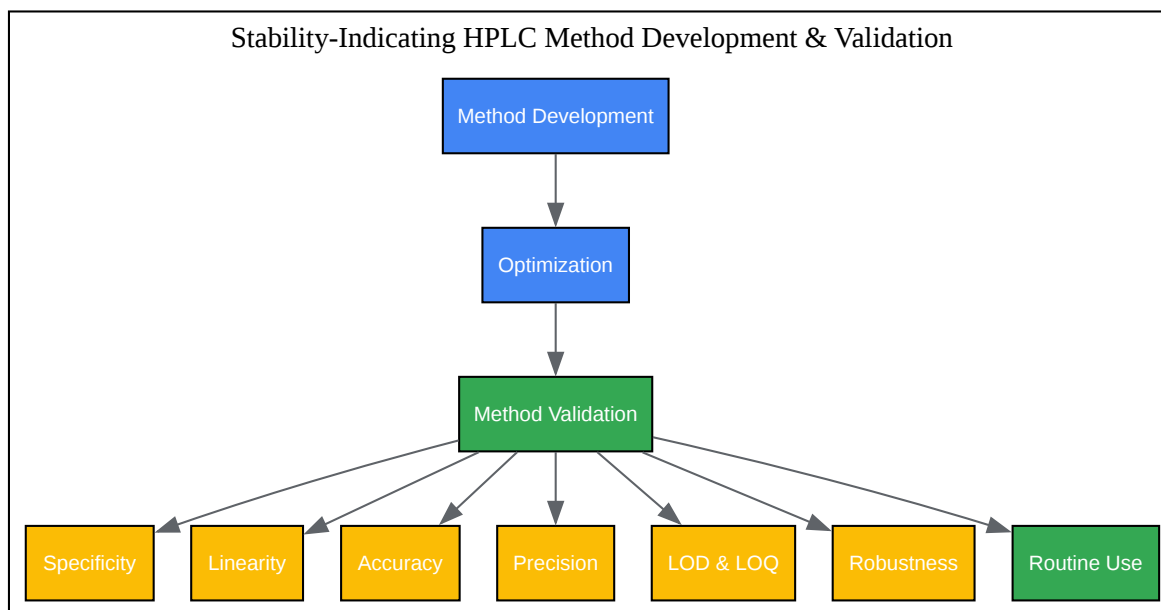 Stability-Indicating HPLC Method Development & Validation
Method Development
Optimization
Method Validation
Specificity
Linearity
Accuracy
Precision
LOD & LOQ
Robustness
Routine Use